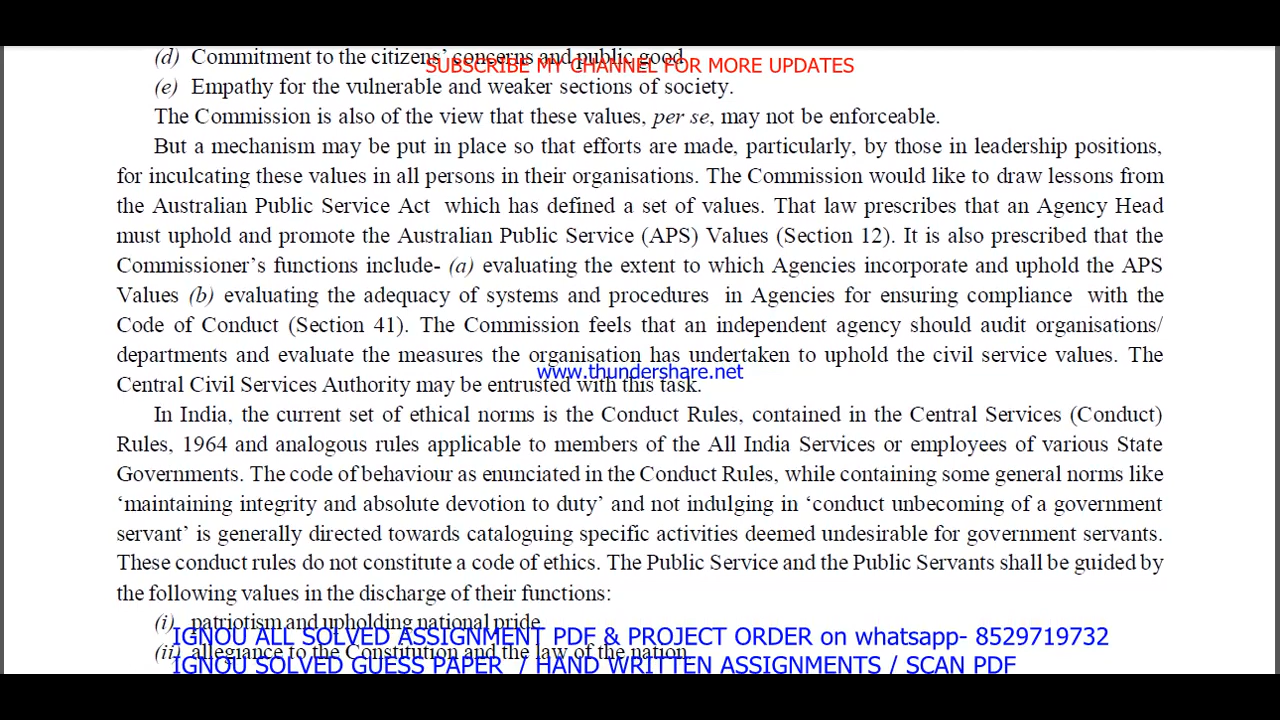 (d) Commitment to the citizens' concerns and public good
SUBSCRIBE MY CHANNEL FOR MORE UPDATES
(e) Empathy for the vulnerable and weaker sections of society.
The Commission is also of the view that these values, per se, may not be enforceable.
But a mechanism may be put in place so that efforts are made, particularly, by those in leadership positions,
for inculcating these values in all persons in their organisations. The Commission would like to draw lessons from
the Australian Public Service Act which has defined a set of values. That law prescribes that an Agency Head
must uphold and promote the Australian Public Service (APS) Values (Section 12). It is also prescribed that the
Commissioner's functions include- (a) evaluating the extent to which Agencies incorporate and uphold the APS
Values (b) evaluating the adequacy of systems and procedures in Agencies for ensuring compliance with the
Code of Conduct (Section 41). The Commission feels that an independent agency should audit organisations/
departments and evaluate the measures the organisation has undertaken to uphold the civil service values. The
www.thundershare.net
Central Civil Services Authority may be entrusted with this task.
In India, the current set of ethical norms is the Conduct Rules, contained in the Central Services (Conduct)
Rules, 1964 and analogous rules applicable to members of the All India Services or employees of various State
Governments. The code of behaviour as enunciated in the Conduct Rules, while containing some general norms like
‘maintaining integrity and absolute devotion to duty’ and not indulging in ‘conduct unbecoming of a government
servant’ is generally directed towards cataloguing specific activities deemed undesirable for government servants.
These conduct rules do not constitute a code of ethics. The Public Service and the Public Servants shall be guided by
the following values in the discharge of their functions:
(i) patriotism and upholding national pride
IGNOU ALL SOLVED ASSIGNMENT PDF & PROJECT ORDER on whatsapp- 8529719732
(ii) allegiance to the Constitution and the law of the nation
IGNOU SOLVED GUESS PAPER / HAND WRITTEN ASSIGNMENTS / SCAN PDF